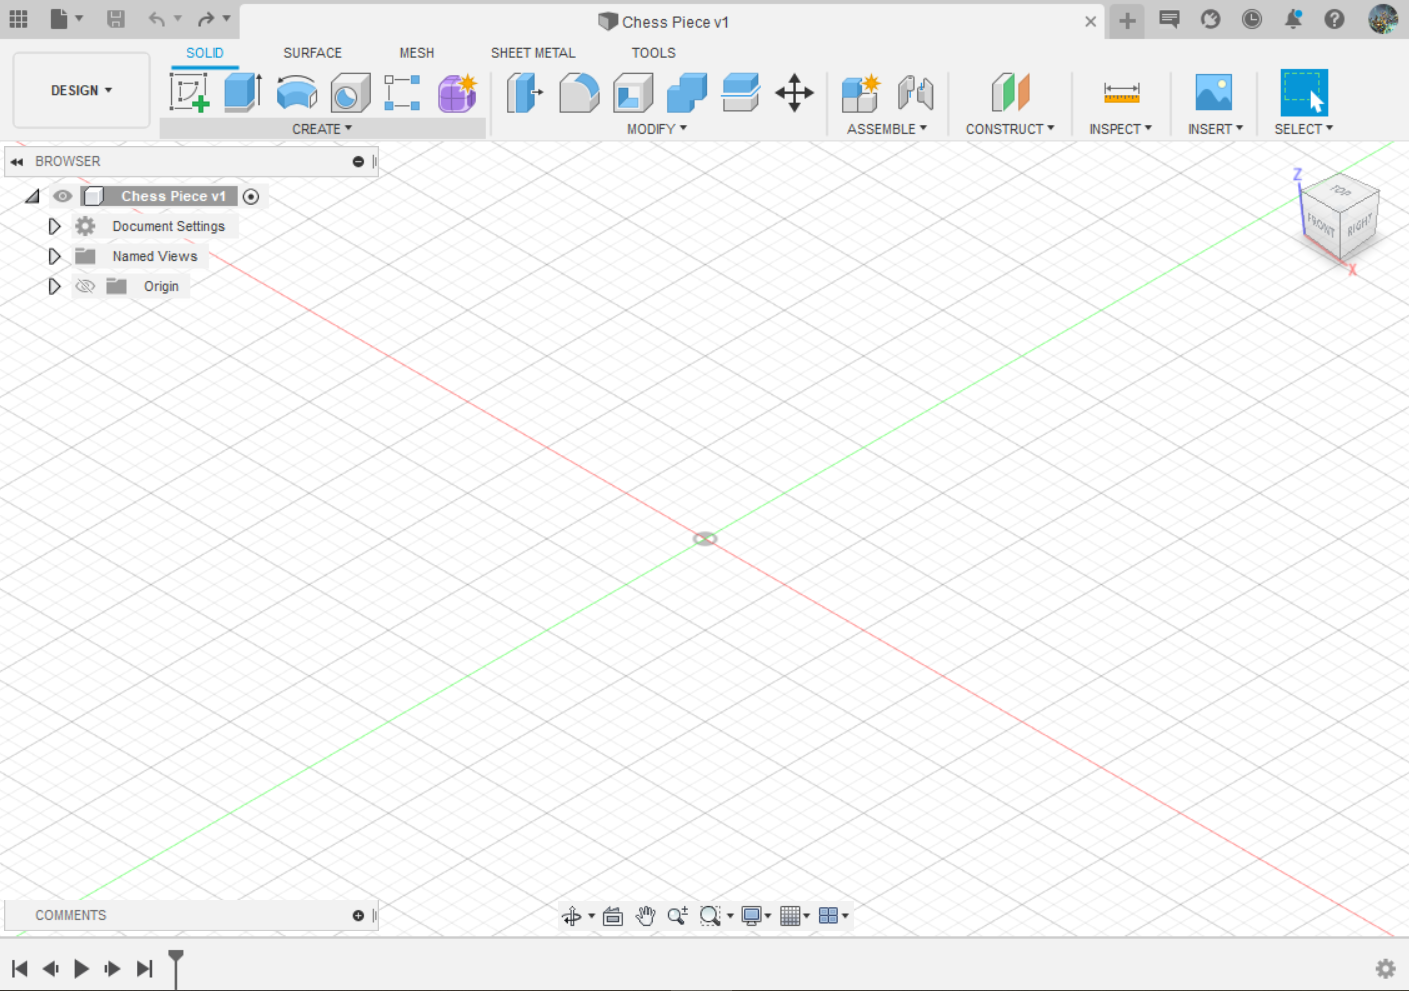 Chess Piece v1
SOLID SURFACE MESH SHEET METAL TOOLS
DESIGN
CREATE MODIFY ASSEMBLE CONSTRUCT INSPECT INSERT SELECT
BROWSER
Chess Piece v1
Document Settings
Named Views
Origin
Z
TOP
FRONT RIGHT
X
COMMENTS